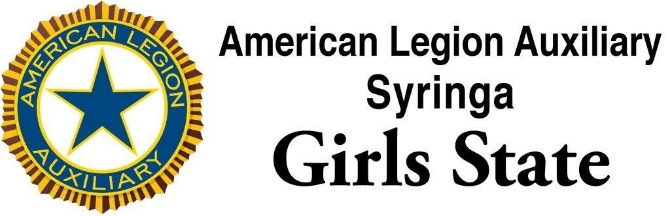 AMERICAN LEGION
AUXILIARY
American Legion Auxiliary
Syringa
Girls State